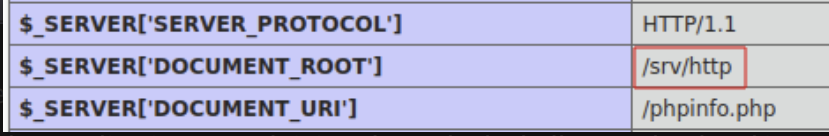 $_SERVER['SERVER_PROTOCOL'] HTTP/1.1
$_SERVER['DOCUMENT_ROOT'] /srv/http
$_SERVER['DOCUMENT_URI'] /phpinfo.php